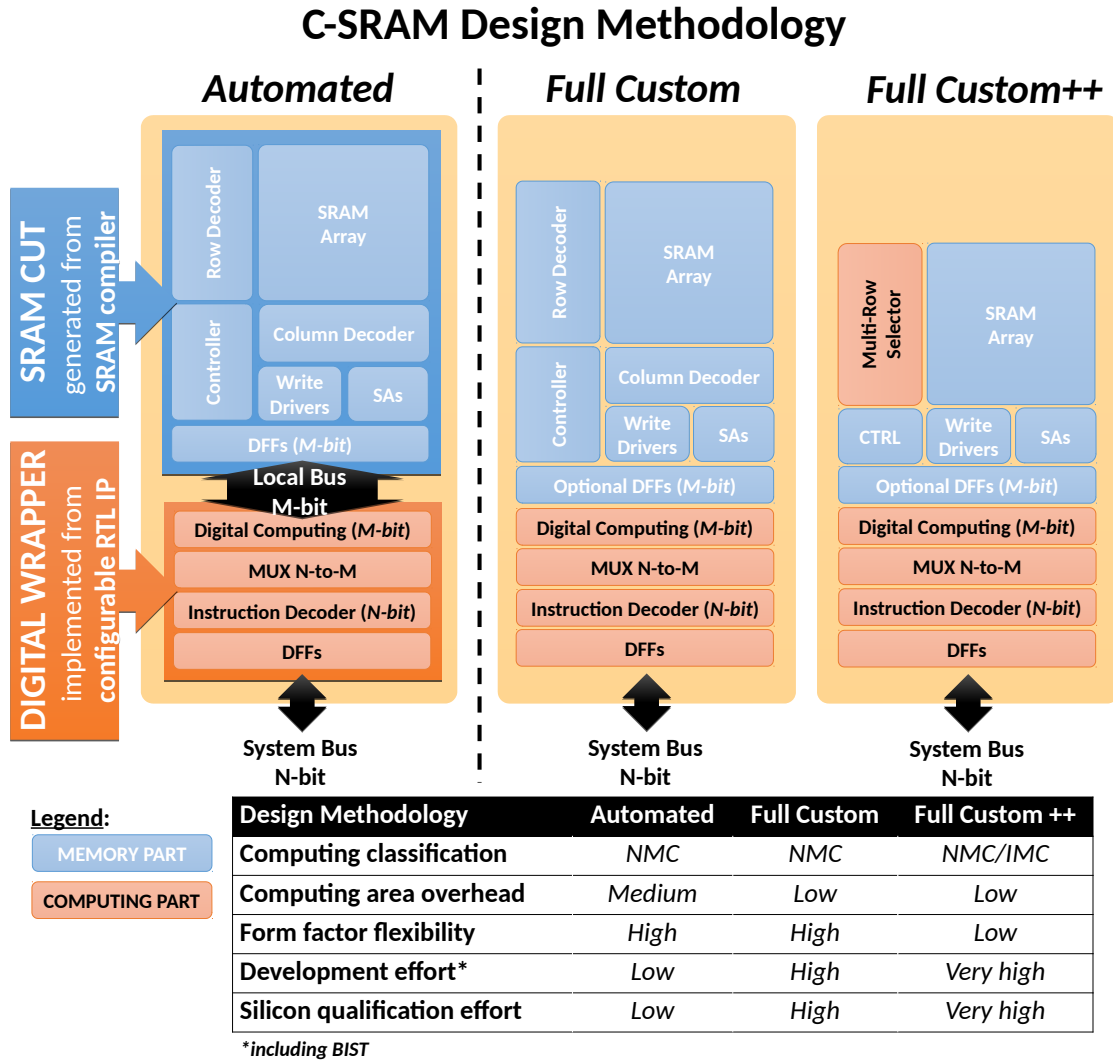 C-SRAM Design Methodology
Automated
Full Custom
Full Custom++
SRAM CUT
generated from
SRAM compiler
DIGITAL WRAPPER
implemented from
configurable RTL IP
Row Decoder
SRAM
Array
Controller
Column Decoder
Write
Drivers
SAs
DFFs (M-bit)
Local Bus
M-bit
Digital Computing (M-bit)
MUX N-to-M
Instruction Decoder (N-bit)
DFFs
System Bus
N-bit
Row Decoder
SRAM
Array
Controller
Column Decoder
Write
Drivers
SAs
Optional DFFs (M-bit)
Digital Computing (M-bit)
MUX N-to-M
Instruction Decoder (N-bit)
DFFs
System Bus
N-bit
Multi-Row
Selector
SRAM
Array
CTRL
Write
Drivers
SAs
Optional DFFs (M-bit)
Digital Computing (M-bit)
MUX N-to-M
Instruction Decoder (N-bit)
DFFs
System Bus
N-bit
Legend:
MEMORY PART
COMPUTING PART
Design Methodology Automated Full Custom Full Custom ++
Computing classification NMC NMC NMC/IMC
Computing area overhead Medium Low Low
Form factor flexibility High High Low
Development effort* Low High Very high
Silicon qualification effort Low High Very high
*including BIST